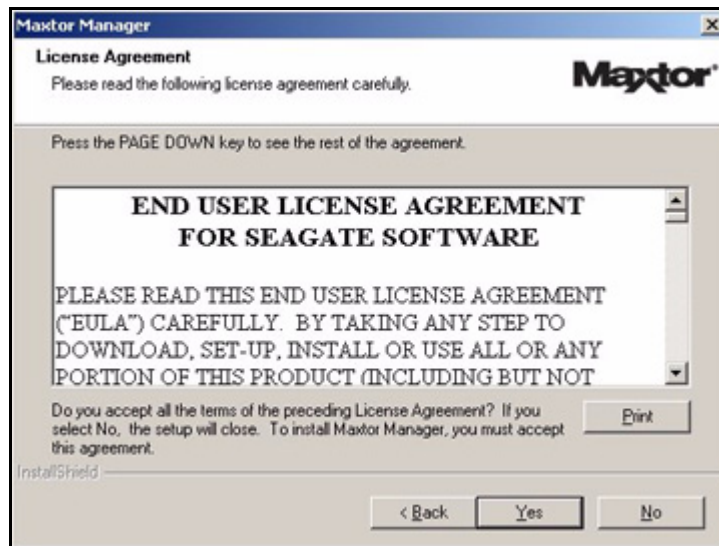 Maxtor Manager
License Agreement
Please read the following license agreement carefully.
Maxtor
Press the PAGE DOWN key to see the rest of the agreement.
END USER LICENSE AGREEMENT
FOR SEAGATE SOFTWARE
PLEASE READ THIS END USER LICENSE AGREEMENT
("EULA") CAREFULLY. BY TAKING ANY STEP TO
DOWNLOAD, SET-UP, INSTALL OR USE ALL OR ANY
PORTION OF THIS PRODUCT (INCLUDING BUT NOT
Do you accept all the terms of the preceding License Agreement? If you
select No, the setup will close. To install Maxtor Manager, you must accept
this agreement.
Print
InstallShield
< Back
Yes
No